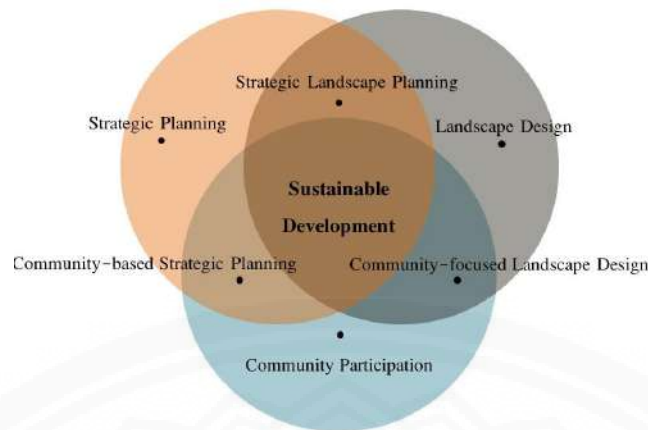 Strategic Landscape Planning
Strategic Planning
Landscape Design
Sustainable
Development
Community-based Strategic Planning
Community-focused Landscape Design
Community Participation